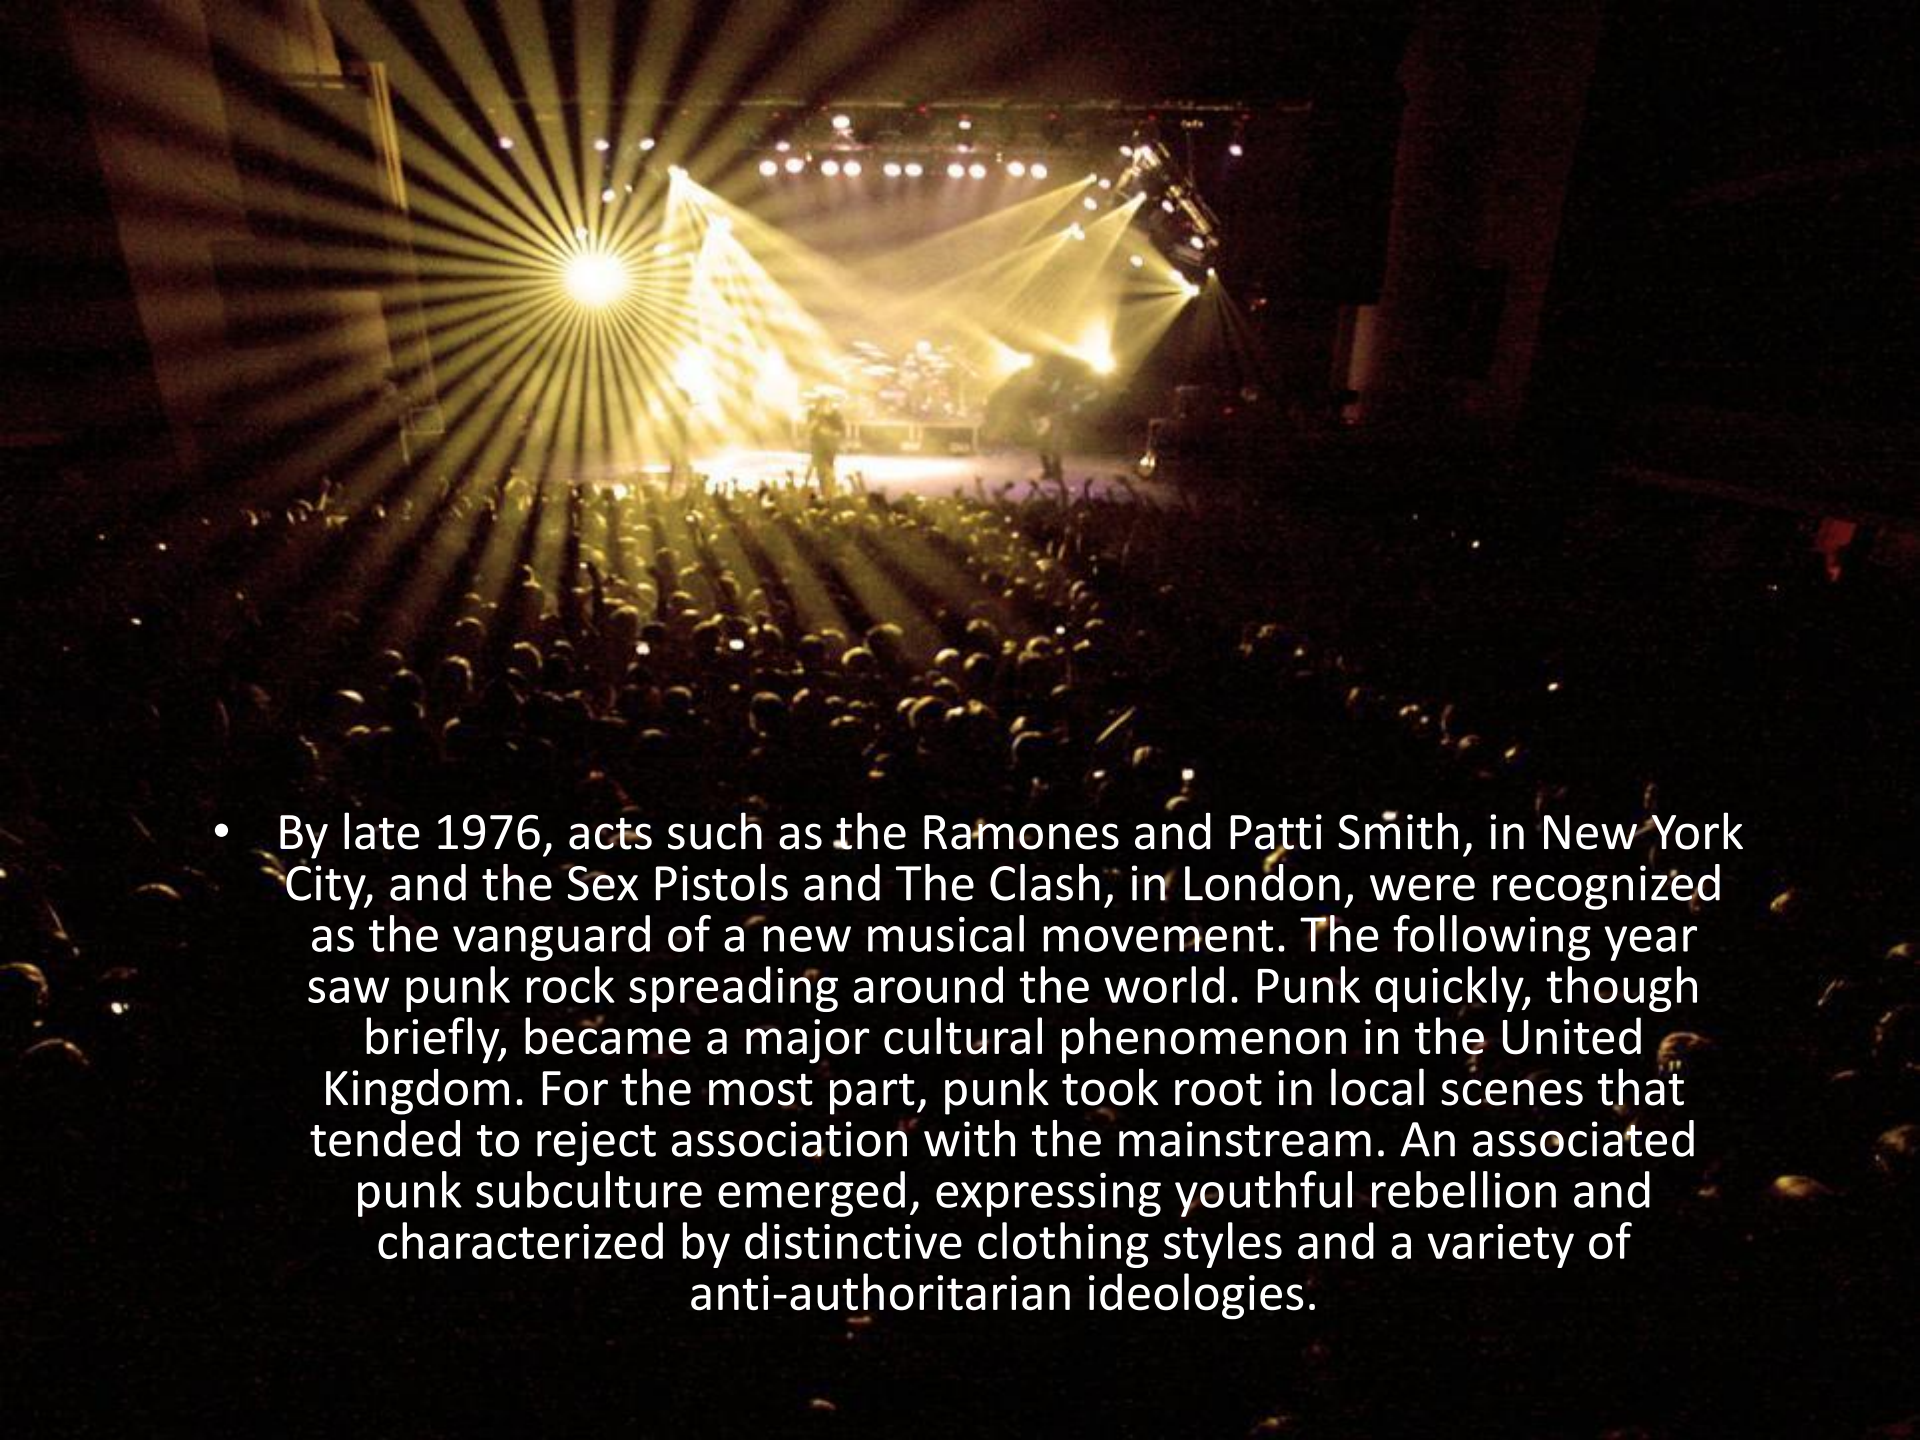 • By late 1976, acts such as the Ramones and Patti Smith, in New York
City, and the Sex Pistols and The Clash, in London, were recognized
as the vanguard of a new musical movement. The following year
saw punk rock spreading around the world. Punk quickly, though
briefly, became a major cultural phenomenon in the United
Kingdom. For the most part, punk took root in local scenes that
tended to reject association with the mainstream. An associated
punk subculture emerged, expressing youthful rebellion and
characterized by distinctive clothing styles and a variety of
anti-authoritarian ideologies.